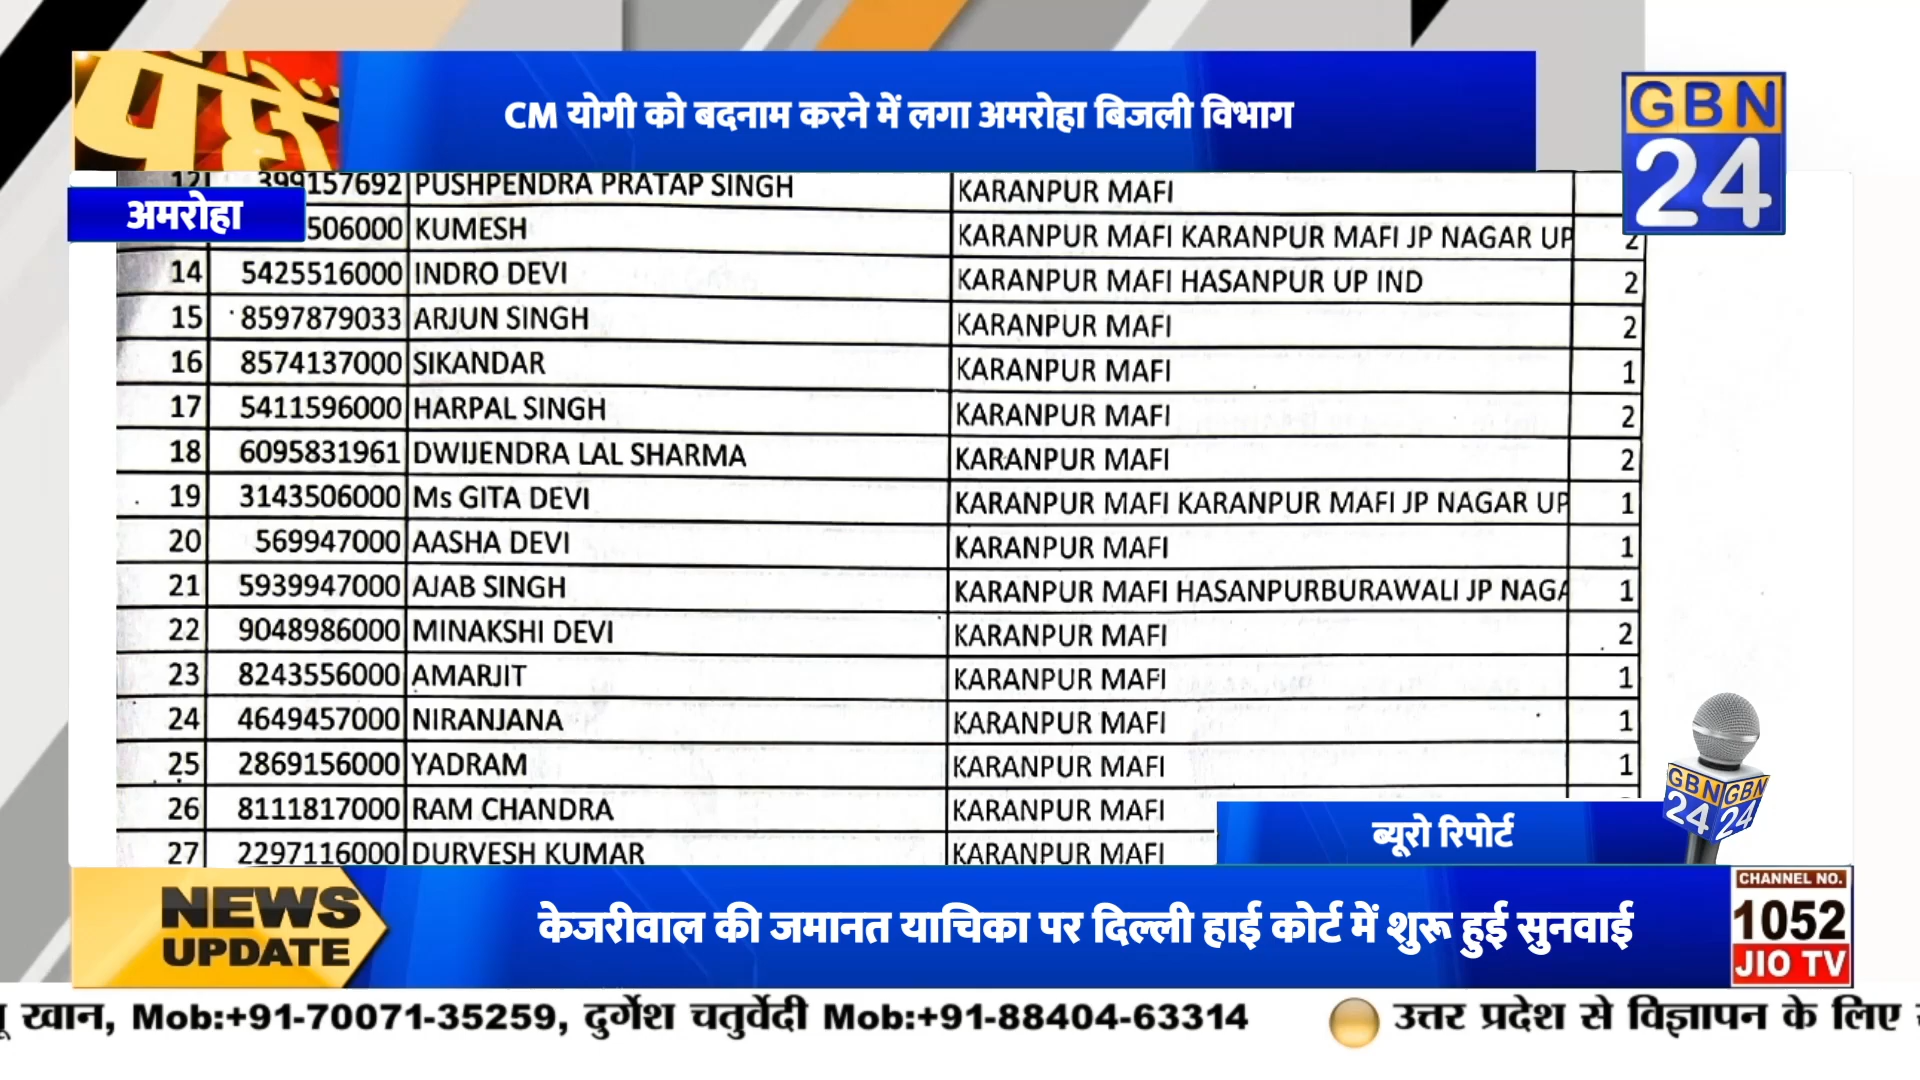 पढ़ें
CM योगी को बदनाम करने में लगा अमरोहा बिजली विभाग
GBN
24
अमरोहा
12 399157692 PUSHPENDRA PRATAP SINGH KARANPUR MAFI
506000 KUMESH KARANPUR MAFI KARANPUR MAFI JP NAGAR UP 2
14 5425516000 INDRO DEVI KARANPUR MAFI HASANPUR UP IND 2
15 8597879033 ARJUN SINGH KARANPUR MAFI 2
16 8574137000 SIKANDAR KARANPUR MAFI 1
17 5411596000 HARPAL SINGH KARANPUR MAFI 2
18 6095831961 DWIJENDRA LAL SHARMA KARANPUR MAFI 2
19 3143506000 Ms GITA DEVI KARANPUR MAFI KARANPUR MAFI JP NAGAR UP 1
20 569947000 AASHA DEVI KARANPUR MAFI 1
21 5939947000 AJAB SINGH KARANPUR MAFI HASANPURBURAWALI JP NAGA 1
22 9048986000 MINAKSHI DEVI KARANPUR MAFI 2
23 8243556000 AMARJIT KARANPUR MAFI 1
24 4649457000 NIRANJANA KARANPUR MAFI 1
25 2869156000 YADRAM KARANPUR MAFI 1
26 8111817000 RAM CHANDRA KARANPUR MAFI
27 2297116000 DURVESH KUMAR KARANPUR MAFI
GBN 24 GBN 24
ब्यूरो रिपोर्ट
NEWS
UPDATE
केजरीवाल की जमानत याचिका पर दिल्ली हाई कोर्ट में शुरू हुई सुनवाई
CHANNEL NO.
1052
JIO TV
खान, Mob:+91-70071-35259, दुर्गेश चतुर्वेदी Mob:+91-88404-63314 उत्तर प्रदेश से विज्ञापन के लिए